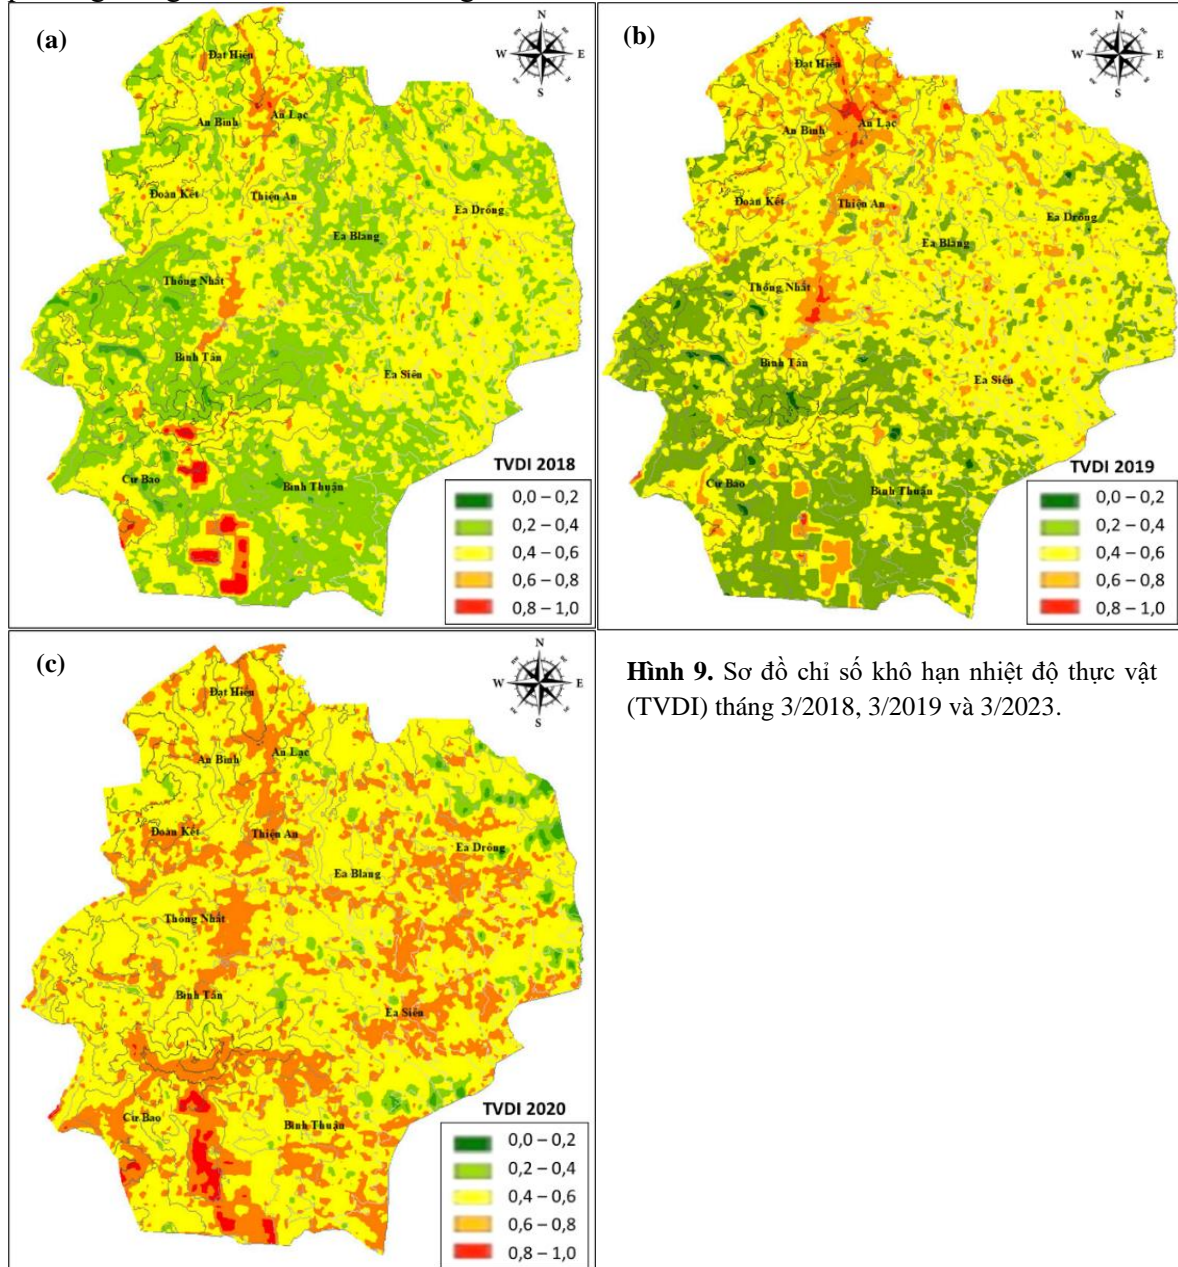 (a)
N
W E
S
Đạt Hiến
An Bình
An Lạc
Đoàn Kết
Thiện An
Ea Drông
Ea Blang
Thống Nhất
Bình Tân
Ea Siên
Cư Bao
Bình Thuận
TVDI 2018
0,0 – 0,2
0,2 – 0,4
0,4 – 0,6
0,6 – 0,8
0,8 – 1,0
(b)
N
W E
S
Đạt Hiến
An Bình
An Lạc
Đoàn Kết
Thiện An
Ea Drông
Ea Blang
Thống Nhất
Bình Tân
Ea Siên
Cư Bao
Bình Thuận
TVDI 2019
0,0 – 0,2
0,2 – 0,4
0,4 – 0,6
0,6 – 0,8
0,8 – 1,0
(c)
N
W E
S
Đạt Hiến
An Bình
An Lạc
Đoàn Kết
Thiện An
Ea Drông
Ea Blang
Thống Nhất
Bình Tân
Ea Siên
Cư Bao
Bình Thuận
TVDI 2020
0,0 – 0,2
0,2 – 0,4
0,4 – 0,6
0,6 – 0,8
0,8 – 1,0
Hình 9. Sơ đồ chỉ số khô hạn nhiệt độ thực vật
(TVDI) tháng 3/2018, 3/2019 và 3/2023.